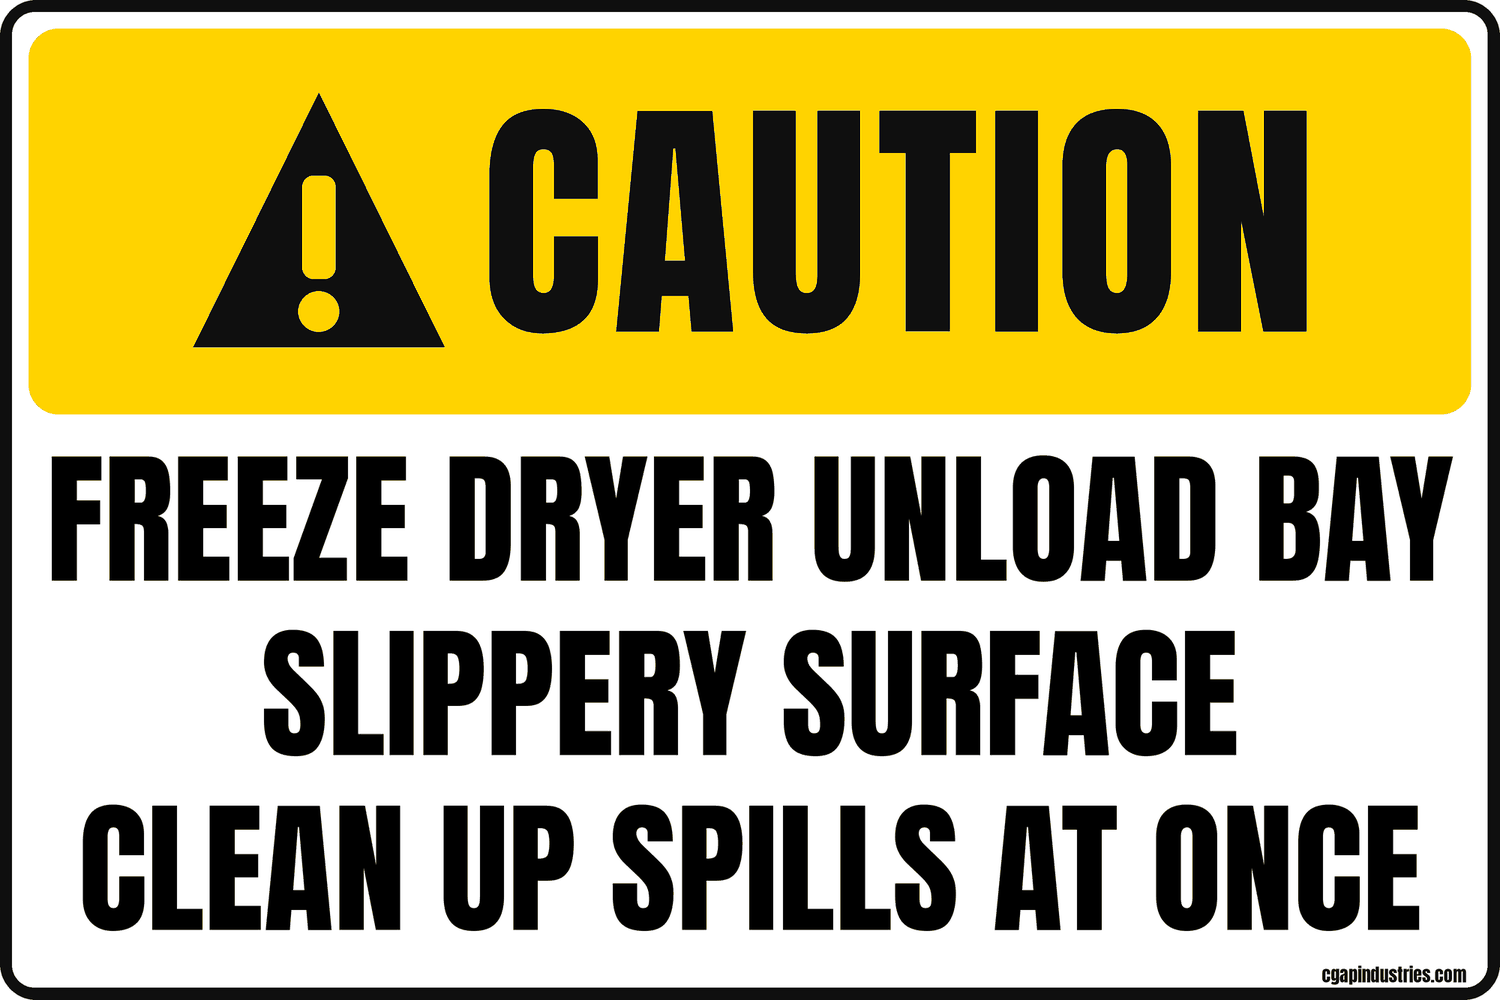 CAUTION
FREEZE DRYER UNLOAD BAY
SLIPPERY SURFACE
CLEAN UP SPILLS AT ONCE
cgapindustries.com